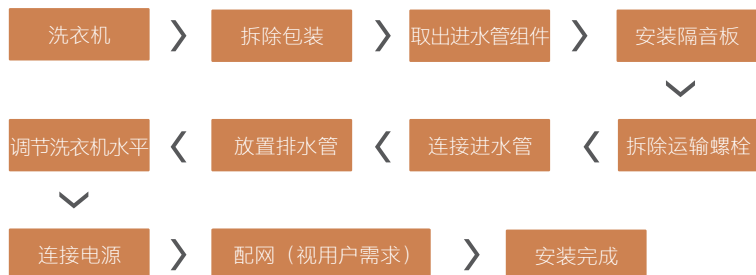 洗衣机
拆除包装
取出进水管组件
安装隔音板
拆除运输螺栓
连接进水管
放置排水管
调节洗衣机水平
连接电源
配网（视用户需求）
安装完成